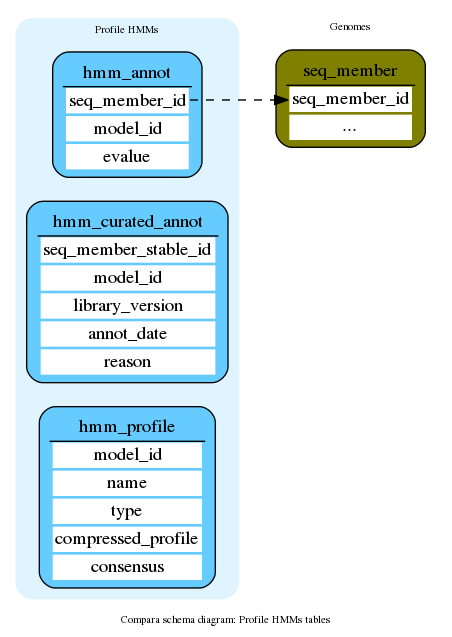 Profile HMMs
hmm_annot
seq_member_id
model_id
evalue
hmm_curated_annot
seq_member_stable_id
model_id
library_version
annot_date
reason
hmm_profile
model_id
name
type
compressed_profile
consensus
Genomes
seq_member
seq_member_id
...
Compara schema diagram: Profile HMMs tables